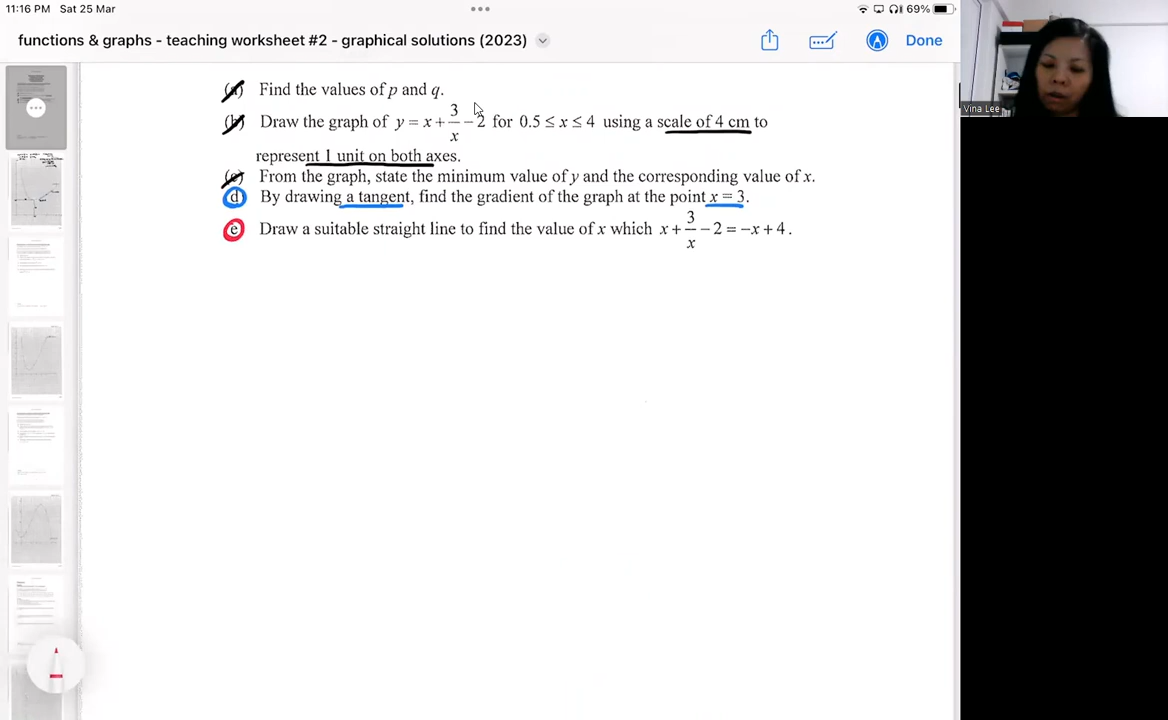 11:16 PM Sat 25 Mar
69%
functions & graphs - teaching worksheet #2 - graphical solutions (2023)
Done
(a) Find the values of p and q.
(b) Draw the graph of y = x + 3/x − 2 for 0.5 ≤ x ≤ 4 using a scale of 4 cm to
represent 1 unit on both axes.
(c) From the graph, state the minimum value of y and the corresponding value of x.
(d) By drawing a tangent, find the gradient of the graph at the point x = 3.
(e) Draw a suitable straight line to find the value of x which x + 3/x − 2 = −x + 4.
Vina Lee